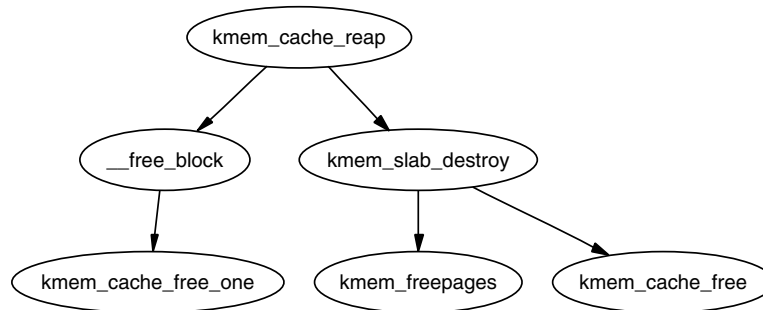 kmem_cache_reap
__free_block
kmem_slab_destroy
kmem_cache_free_one
kmem_freepages
kmem_cache_free